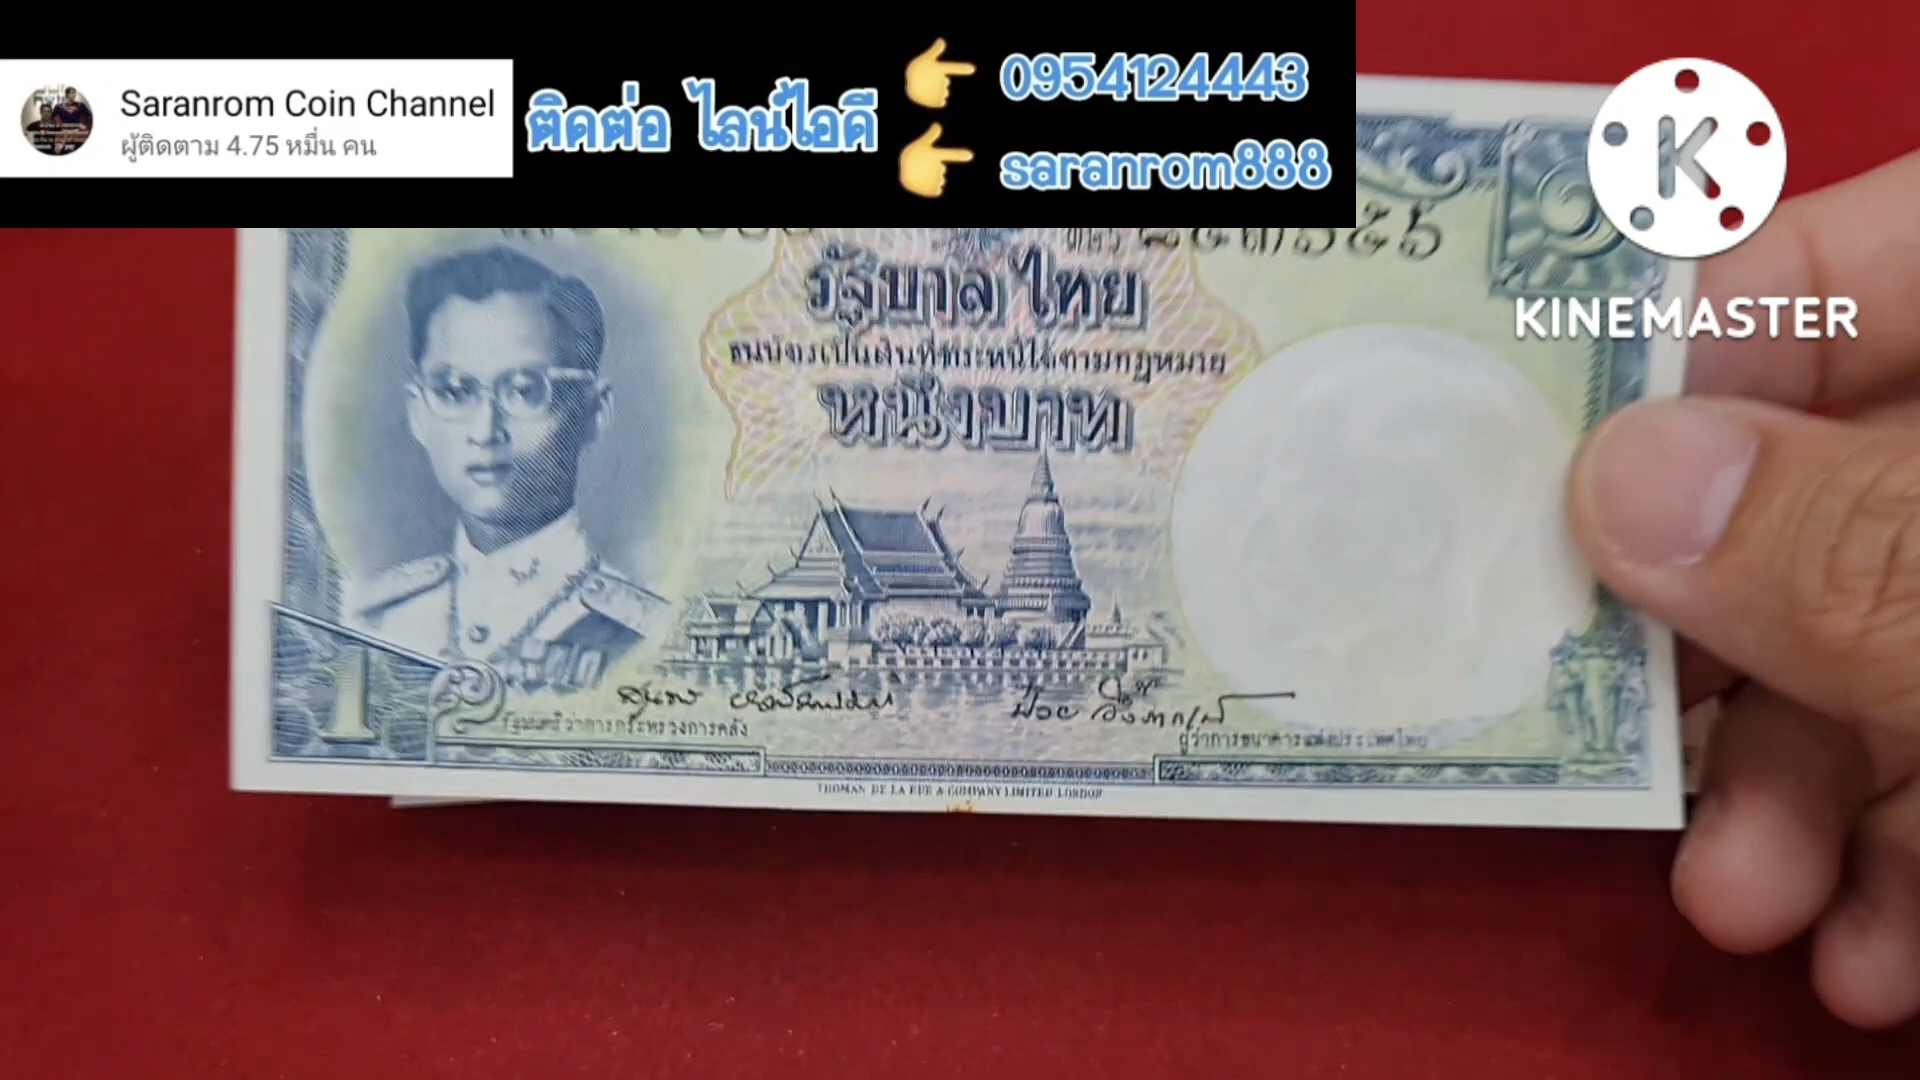 Saranrom Coin Channel
ผู้ติดตาม 4.75 หมื่น คน
ติดต่อ ไลน์ไอดี
👉 0954124443
👉 saranrom888
KINEMASTER
รัฐบาลไทย
ธนบัตรเป็นเงินที่ชำระหนี้ได้ตามกฎหมาย
หนึ่งบาท
1
๑
รัฐมนตรีว่าการกระทรวงการคลัง
ผู้ว่าการธนาคารแห่งประเทศไทย
THOMAS DE LA RUE & COMPANY LIMITED LONDON